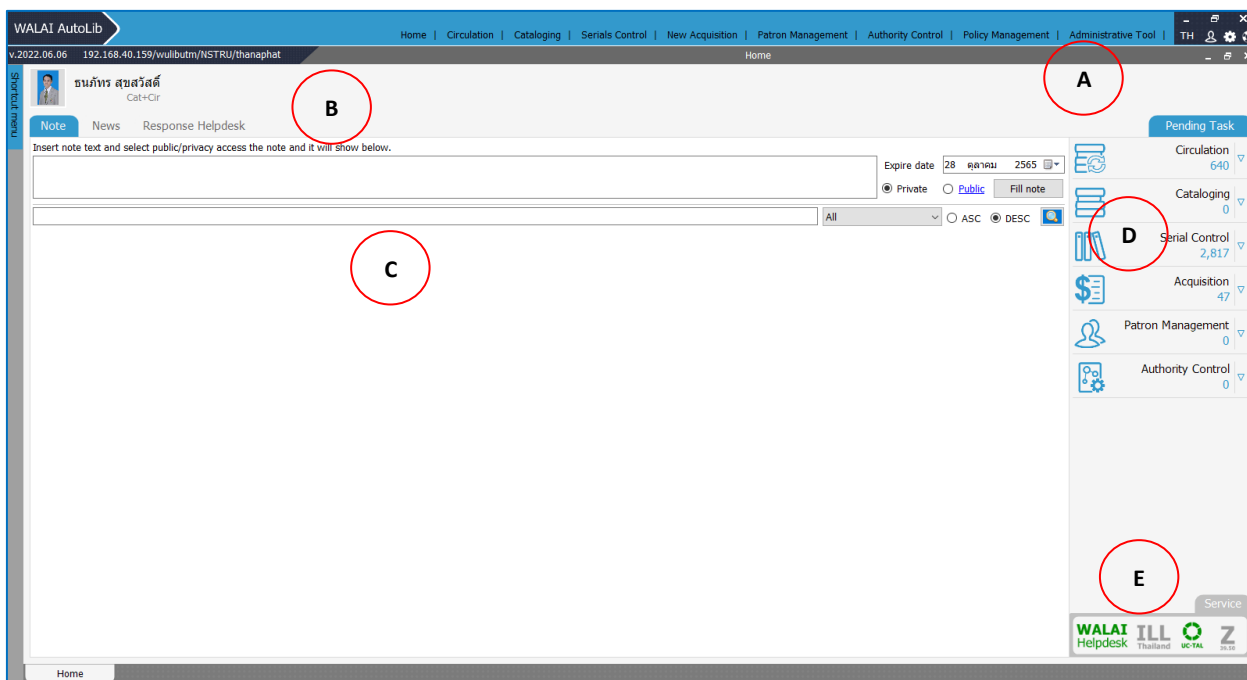 WALAI AutoLib
Home | Circulation | Cataloging | Serials Control | New Acquisition | Patron Management | Authority Control | Policy Management | Administrative Tool | TH
v.2022.06.06 192.168.40.159/wulibutm/NSTRU/thanaphat Home
Shortcut menu
ธนภัทร สุขสวัสดิ์
Cat+Cir
A
B
Note News Response Helpdesk Pending Task
Insert note text and select public/privacy access the note and it will show below.
Expire date 28 ตุลาคม 2565
Private Public Fill note
All ASC DESC
C
Circulation
640
Cataloging
0
D
Serial Control
2,817
Acquisition
47
Patron Management
0
Authority Control
0
E
Service
WALAI Helpdesk
ILL Thailand
UC-TAL
Z 39.50
Home